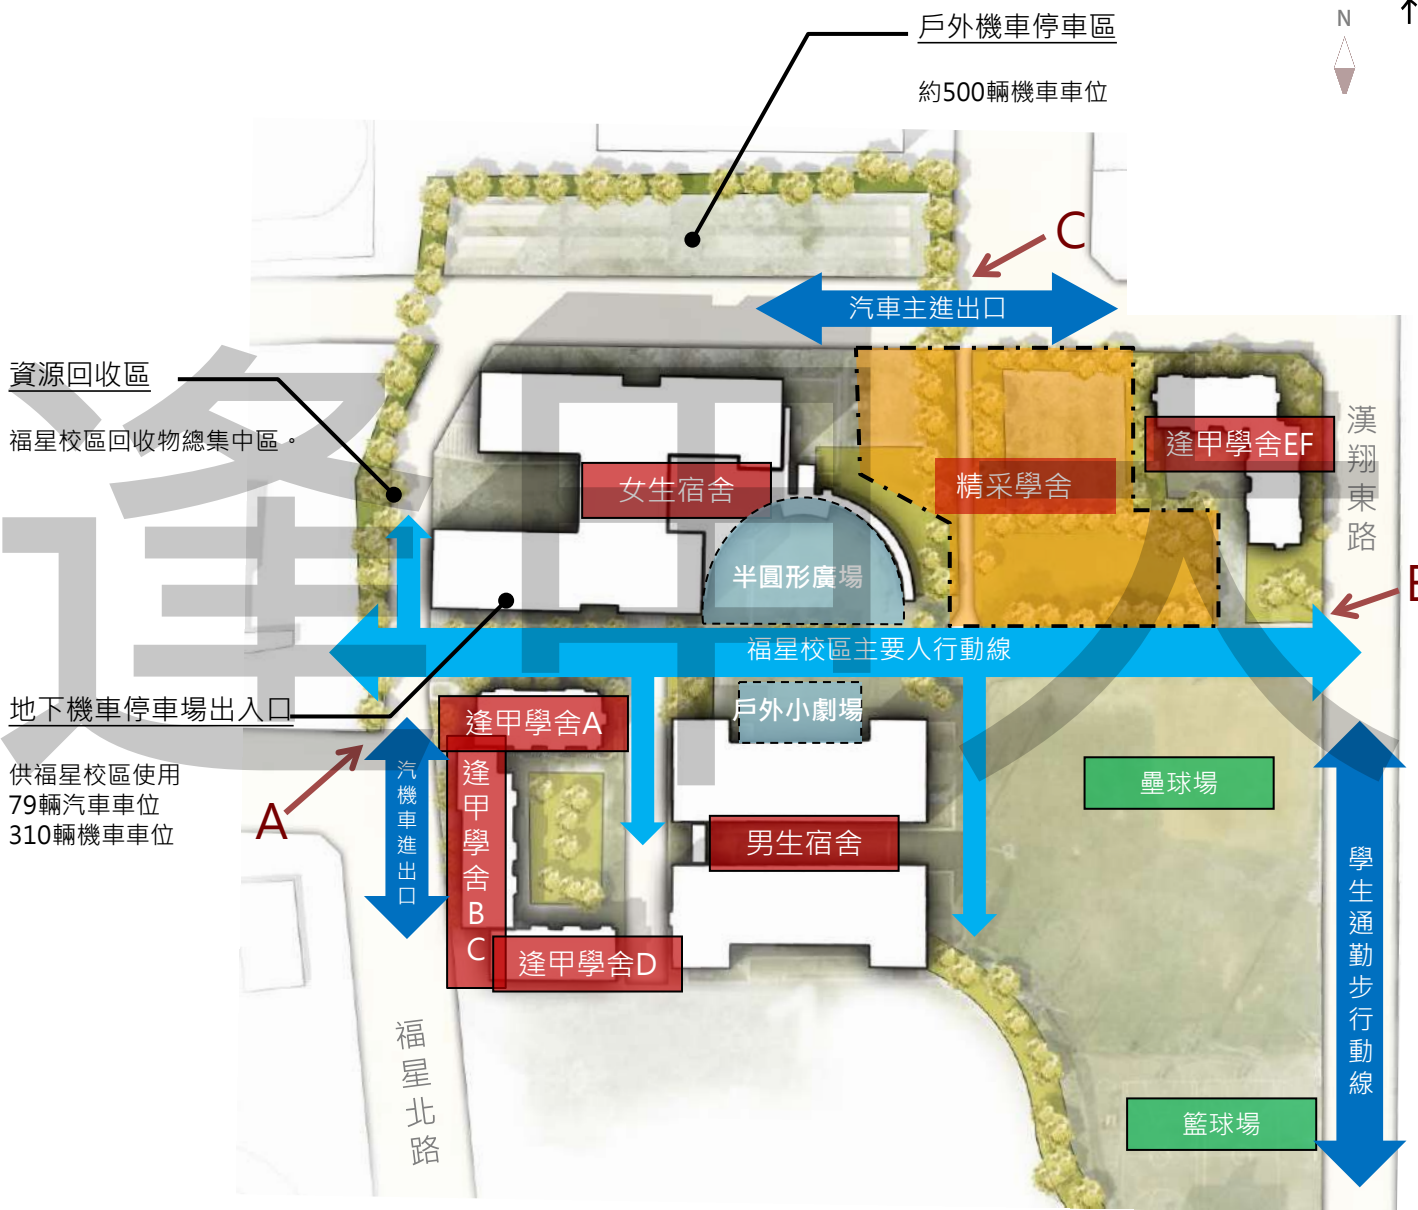 N
↑
戶外機車停車區
約500輛機車車位
C
汽車主進出口
資源回收區
福星校區回收物總集中區。
逢甲學舍EF
漢翔東路
女生宿舍
精采學舍
半圓形廣場
福星校區主要人行動線
地下機車停車場出入口
供福星校區使用
79輛汽車車位
310輛機車車位
A
汽機車進出口
逢甲學舍A
逢甲學舍BC
逢甲學舍D
戶外小劇場
男生宿舍
壘球場
學生通勤步行動線
籃球場
福星北路
逢甲人